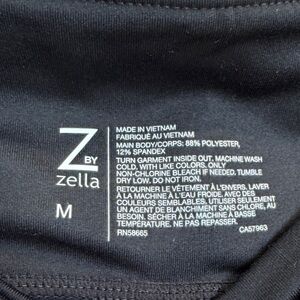 Z
BY
zella
M
MADE IN VIETNAM
FABRIQUÉ AU VIETNAM
MAIN BODY/CORPS: 88% POLYESTER,
12% SPANDEX
TURN GARMENT INSIDE OUT. MACHINE WASH
COLD, WITH LIKE COLORS. ONLY
NON-CHLORINE BLEACH IF NEEDED. TUMBLE
DRY LOW. DO NOT IRON.
RETOURNER LE VÊTEMENT À L'ENVERS. LAVER
À LA MACHINE À L'EAU FROIDE, AVEC DES
COULEURS SEMBLABLES. UTILISER SEULEMENT
UN AGENT DE BLANCHIMENT SANS CHLORE, AU
BESOIN. SÉCHER À LA MACHINE À BASSE
TEMPÉRATURE. NE PAS REPASSER.
RN58665 CA57963